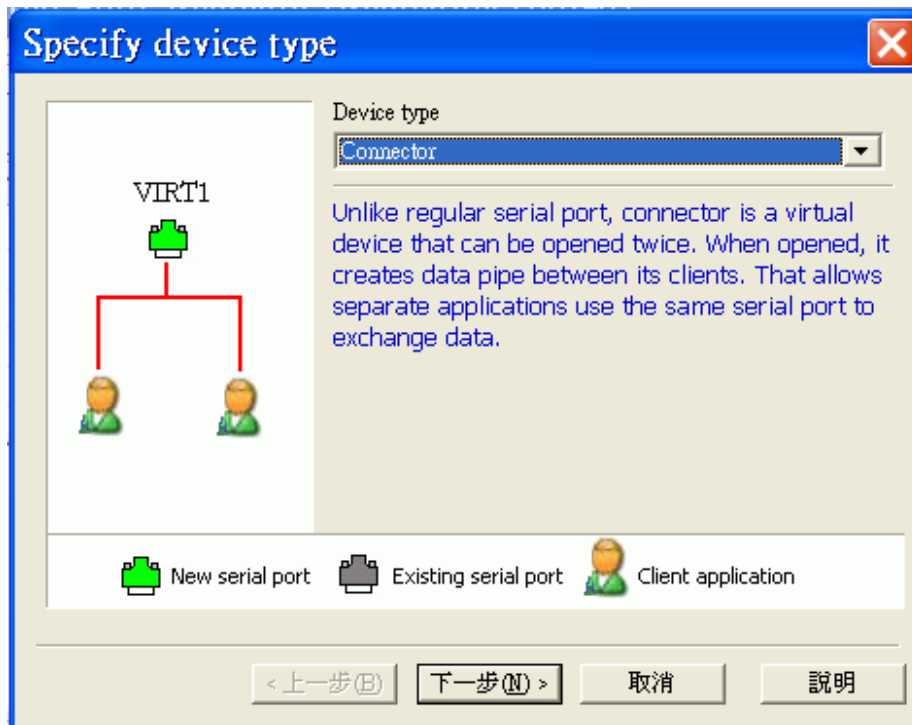 Specify device type
Device type
Connector
VIRT1
Unlike regular serial port, connector is a virtual
device that can be opened twice. When opened, it
creates data pipe between its clients. That allows
separate applications use the same serial port to
exchange data.
New serial port
Existing serial port
Client application
< 上一步(B)
下一步(N) >
取消
說明